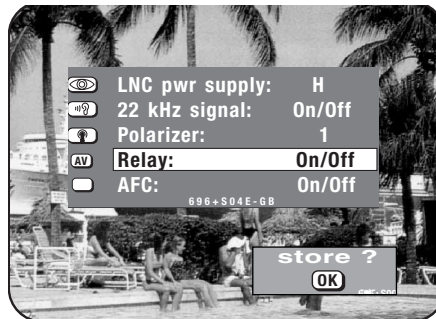 LNC pwr supply: H
22 kHz signal: On/Off
Polarizer: 1
AV Relay: On/Off
AFC: On/Off
696+S04E-GB
store ?
OK